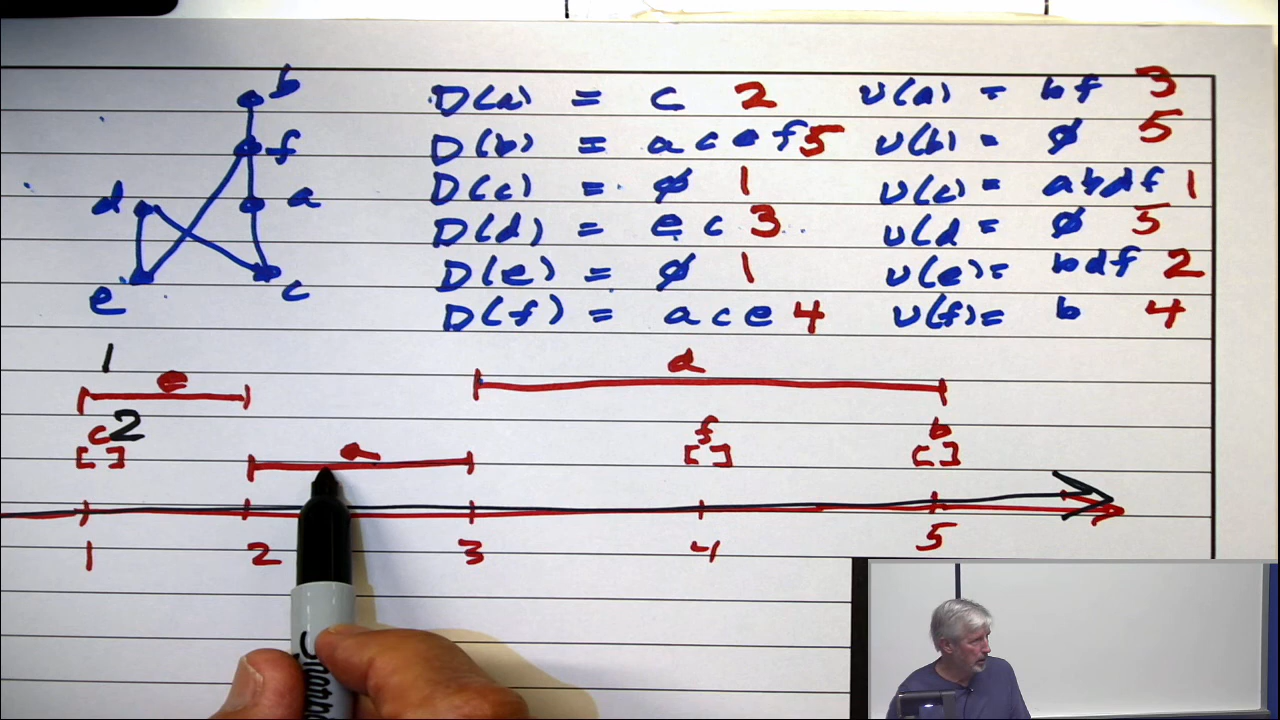 b
f
d
a
e
c
D(a) = c 2
D(b) = a c e f 5
D(c) = ø 1
D(d) = e c 3
D(e) = ø 1
D(f) = a c e 4
U(a) = b f 3
U(b) = ø 5
U(c) = a b d f 1
U(d = ø 5
U(e) = b d f 2
U(f) = b 4
1
e
d
c 2
[ ]
a
f
[ ]
b
[ ]
1 2 3 4 5